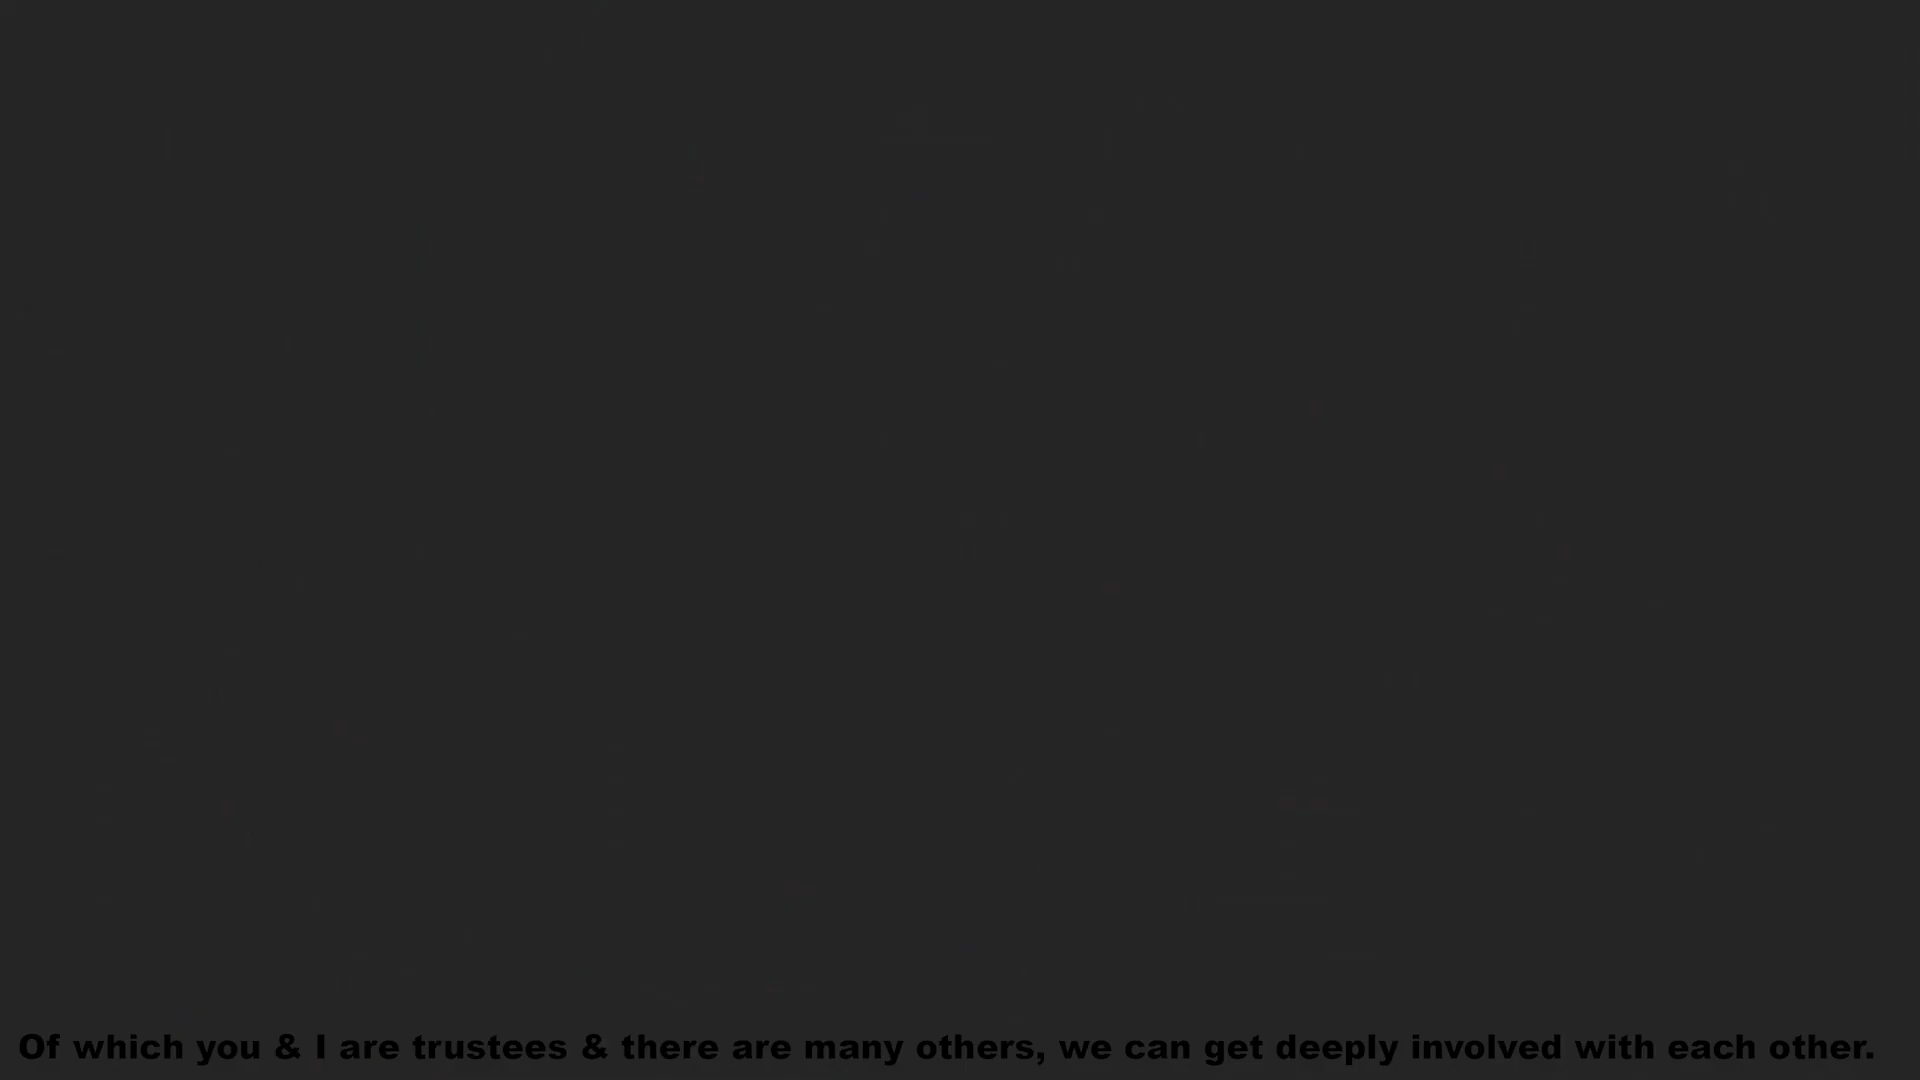 Of which you & I are trustees & there are many others, we can get deeply involved with each other.